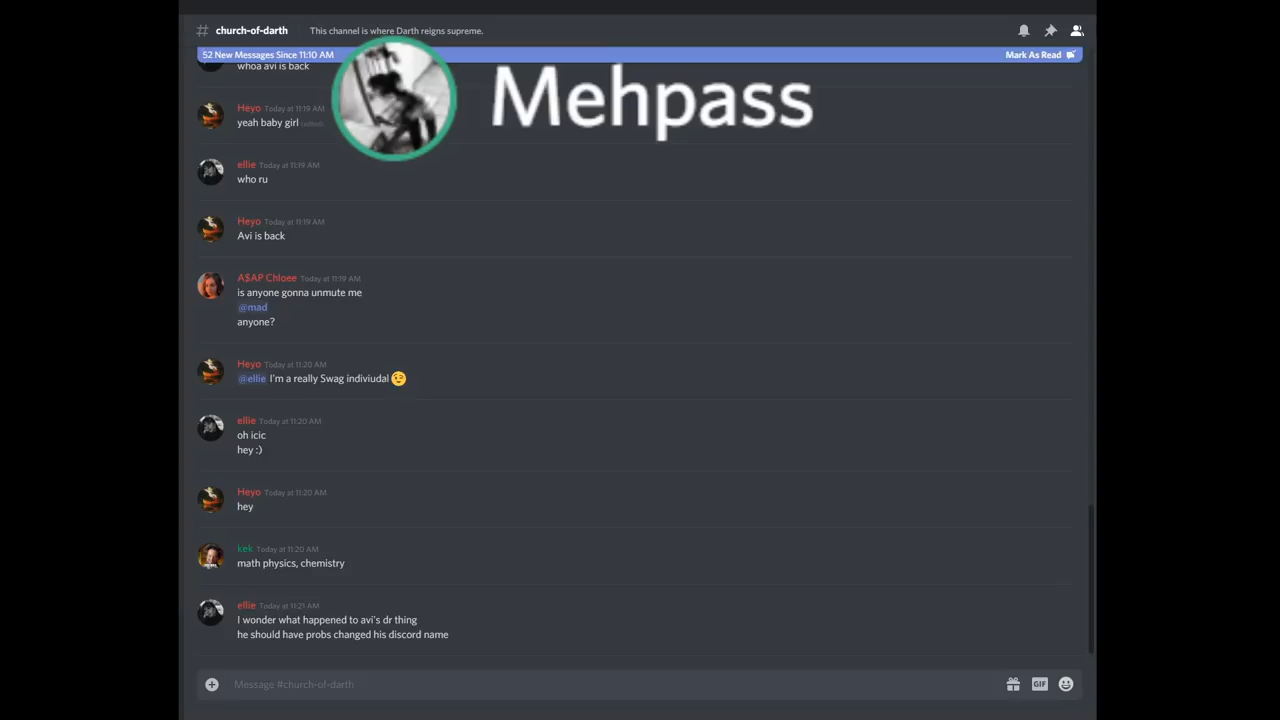 church-of-darth This channel is where Darth reigns supreme.
52 New Messages Since 11:10 AM Mark As Read
whoa avi is back
Mehpass
Heyo Today at 11:19 AM
yeah baby girl (edited)
ellie Today at 11:19 AM
who ru
Heyo Today at 11:19 AM
Avi is back
A$AP Chloee Today at 11:19 AM
is anyone gonna unmute me
@mad
anyone?
Heyo Today at 11:20 AM
@ellie I'm a really Swag indiviudal
ellie Today at 11:20 AM
oh icic
hey :)
Heyo Today at 11:20 AM
hey
kek Today at 11:20 AM
math physics, chemistry
ellie Today at 11:21 AM
I wonder what happened to avi's dr thing
he should have probs changed his discord name
Message #church-of-darth GIF